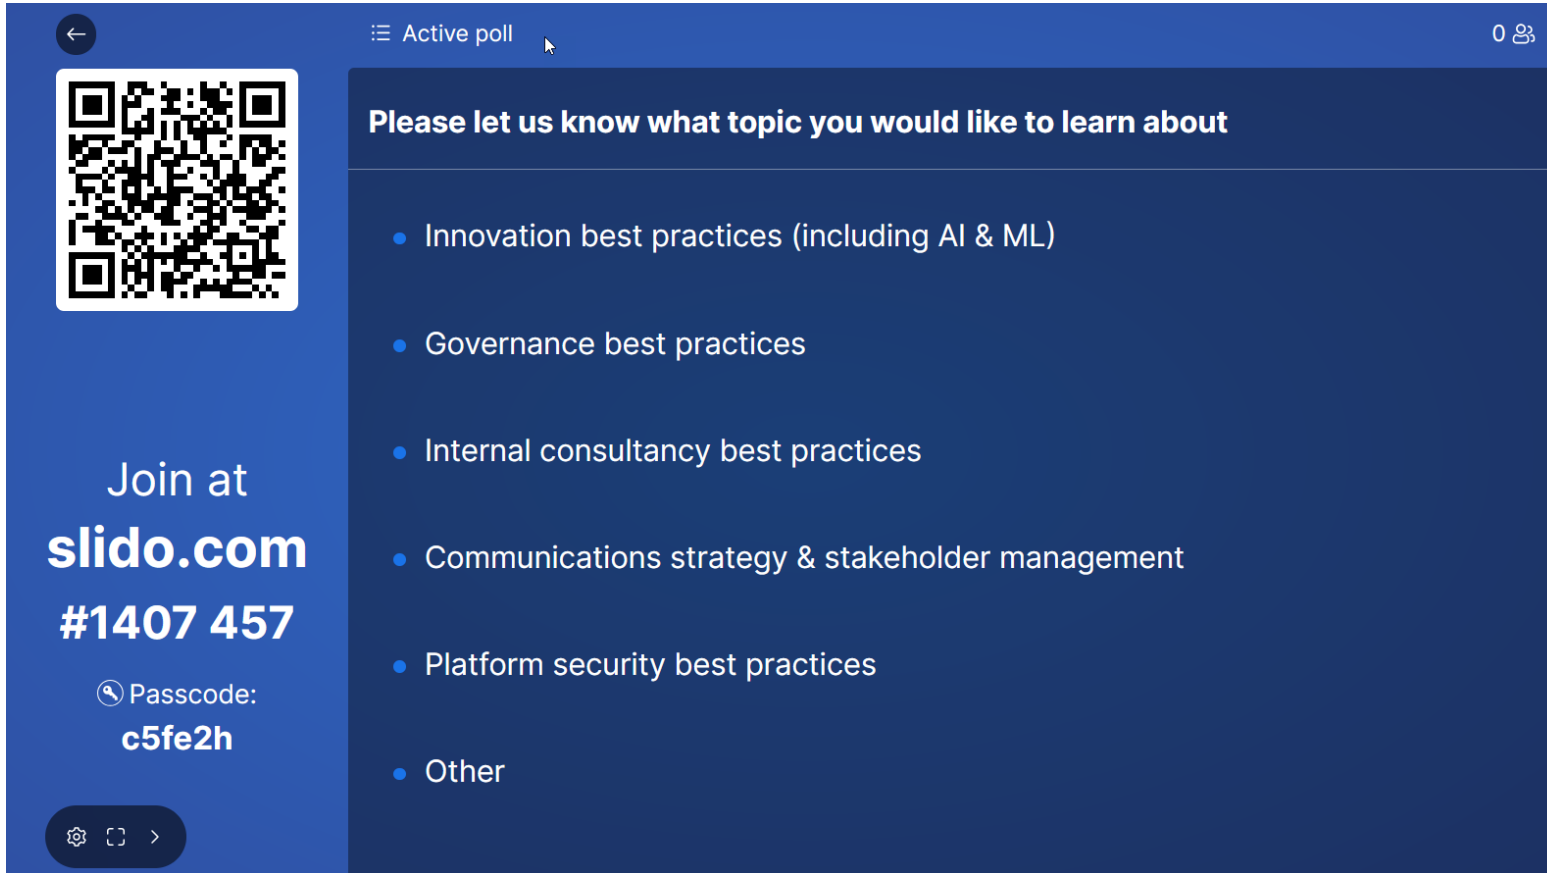 Active poll
0
Please let us know what topic you would like to learn about
Innovation best practices (including AI & ML)
Governance best practices
Internal consultancy best practices
Communications strategy & stakeholder management
Platform security best practices
Other
Join at
slido.com
#1407 457
Passcode:
c5fe2h